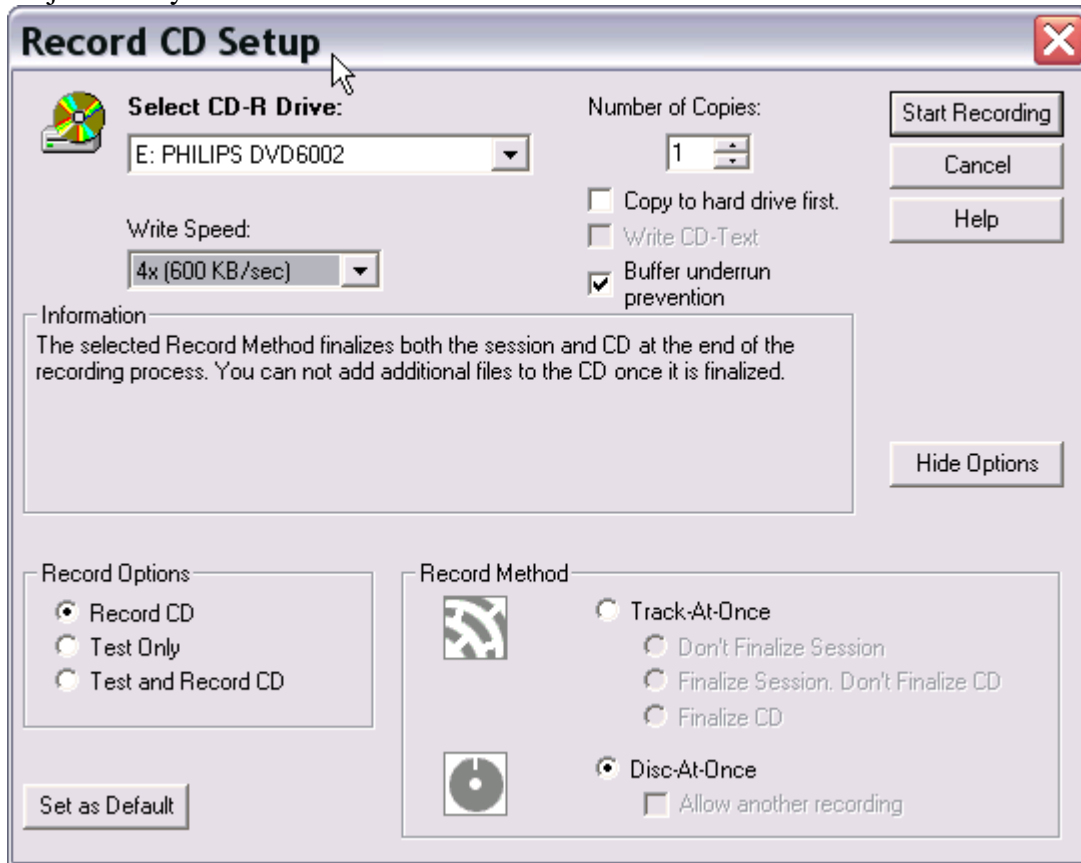 Record CD Setup
Select CD-R Drive:
E: PHILIPS DVD6002
Number of Copies:
1
Start Recording
Cancel
Help
Copy to hard drive first.
Write CD-Text
Buffer underrun
prevention
Write Speed:
4x (600 KB/sec)
Information
The selected Record Method finalizes both the session and CD at the end of the
recording process. You can not add additional files to the CD once it is finalized.
Hide Options
Record Options
Record CD
Test Only
Test and Record CD
Set as Default
Record Method
Track-At-Once
Don't Finalize Session
Finalize Session. Don't Finalize CD
Finalize CD
Disc-At-Once
Allow another recording